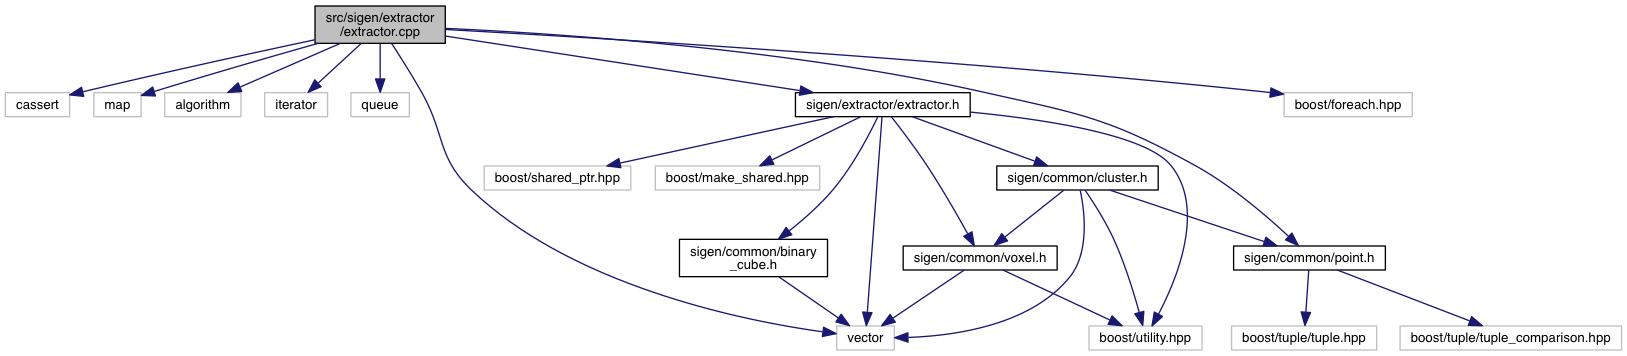 src/sigen/extractor
/extractor.cpp
cassert
map
algorithm
iterator
queue
sigen/extractor/extractor.h
boost/foreach.hpp
boost/shared_ptr.hpp
boost/make_shared.hpp
sigen/common/cluster.h
sigen/common/binary
_cube.h
sigen/common/voxel.h
sigen/common/point.h
vector
boost/utility.hpp
boost/tuple/tuple.hpp
boost/tuple/tuple_comparison.hpp